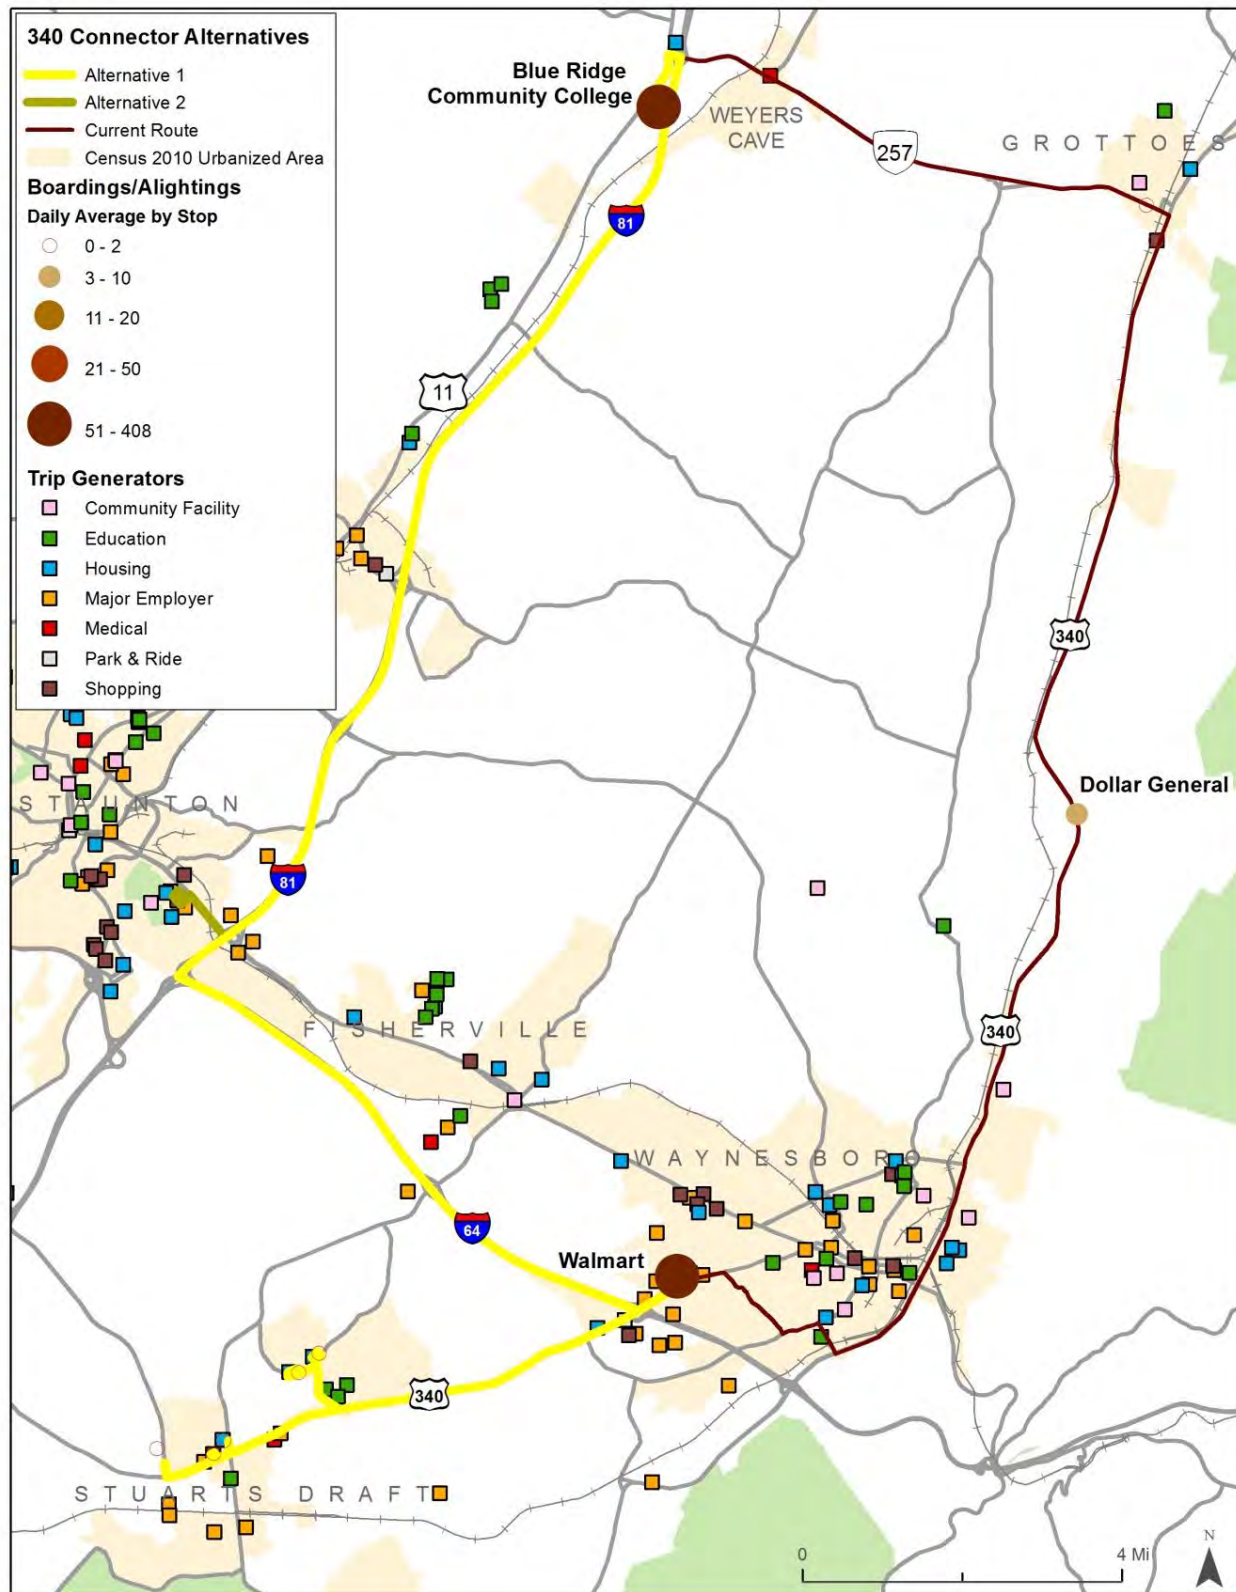 340 Connector Alternatives
Alternative 1
Alternative 2
Current Route
Census 2010 Urbanized Area
Boardings/Alightings
Daily Average by Stop
0 - 2
3 - 10
11 - 20
21 - 50
51 - 408
Trip Generators
Community Facility
Education
Housing
Major Employer
Medical
Park & Ride
Shopping
Blue Ridge
Community College
WEYERS
CAVE
GROTTOES
257
81
11
340
Dollar General
STAUNTON
81
FISHERVILLE
340
WAYNESBORO
64
Walmart
340
STUARTS DRAFT
0
4 Mi
N